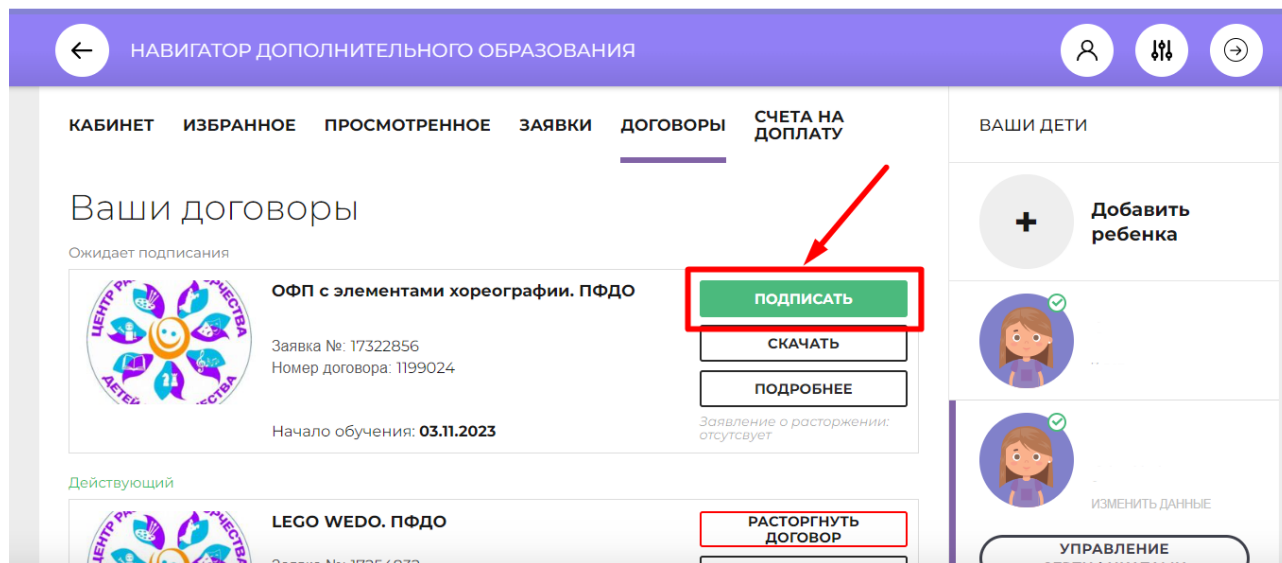 НАВИГАТОР ДОПОЛНИТЕЛЬНОГО ОБРАЗОВАНИЯ
КАБИНЕТ ИЗБРАННОЕ ПРОСМОТРЕННОЕ ЗАЯВКИ ДОГОВОРЫ СЧЕТА НА
ДОПЛАТУ
Ваши договоры
Ожидает подписания
ОФП с элементами хореографии. ПФДО
Заявка №: 17322856
Номер договора: 1199024
Начало обучения: 03.11.2023
ПОДПИСАТЬ
СКАЧАТЬ
ПОДРОБНЕЕ
Заявление о расторжении:
отсутсвует
Действующий
LEGO WEDO. ПФДО
РАСТОРГНУТЬ
ДОГОВОР
ВАШИ ДЕТИ
+
Добавить
ребенка
ИЗМЕНИТЬ ДАННЫЕ
УПРАВЛЕНИЕ